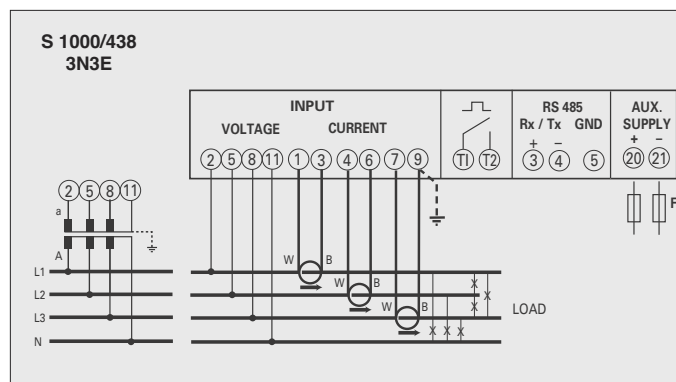 S 1000/438
3N3E
INPUT
VOLTAGE CURRENT
RS 485
Rx / Tx GND
+ −
AUX.
SUPPLY
+ −
2 5 8 11 1 3 4 6 7 9 T1 T2 3 4 5 20 21
2 5 8 11
a
F
A
W B
L1
W B
L2
W B
L3
LOAD
N